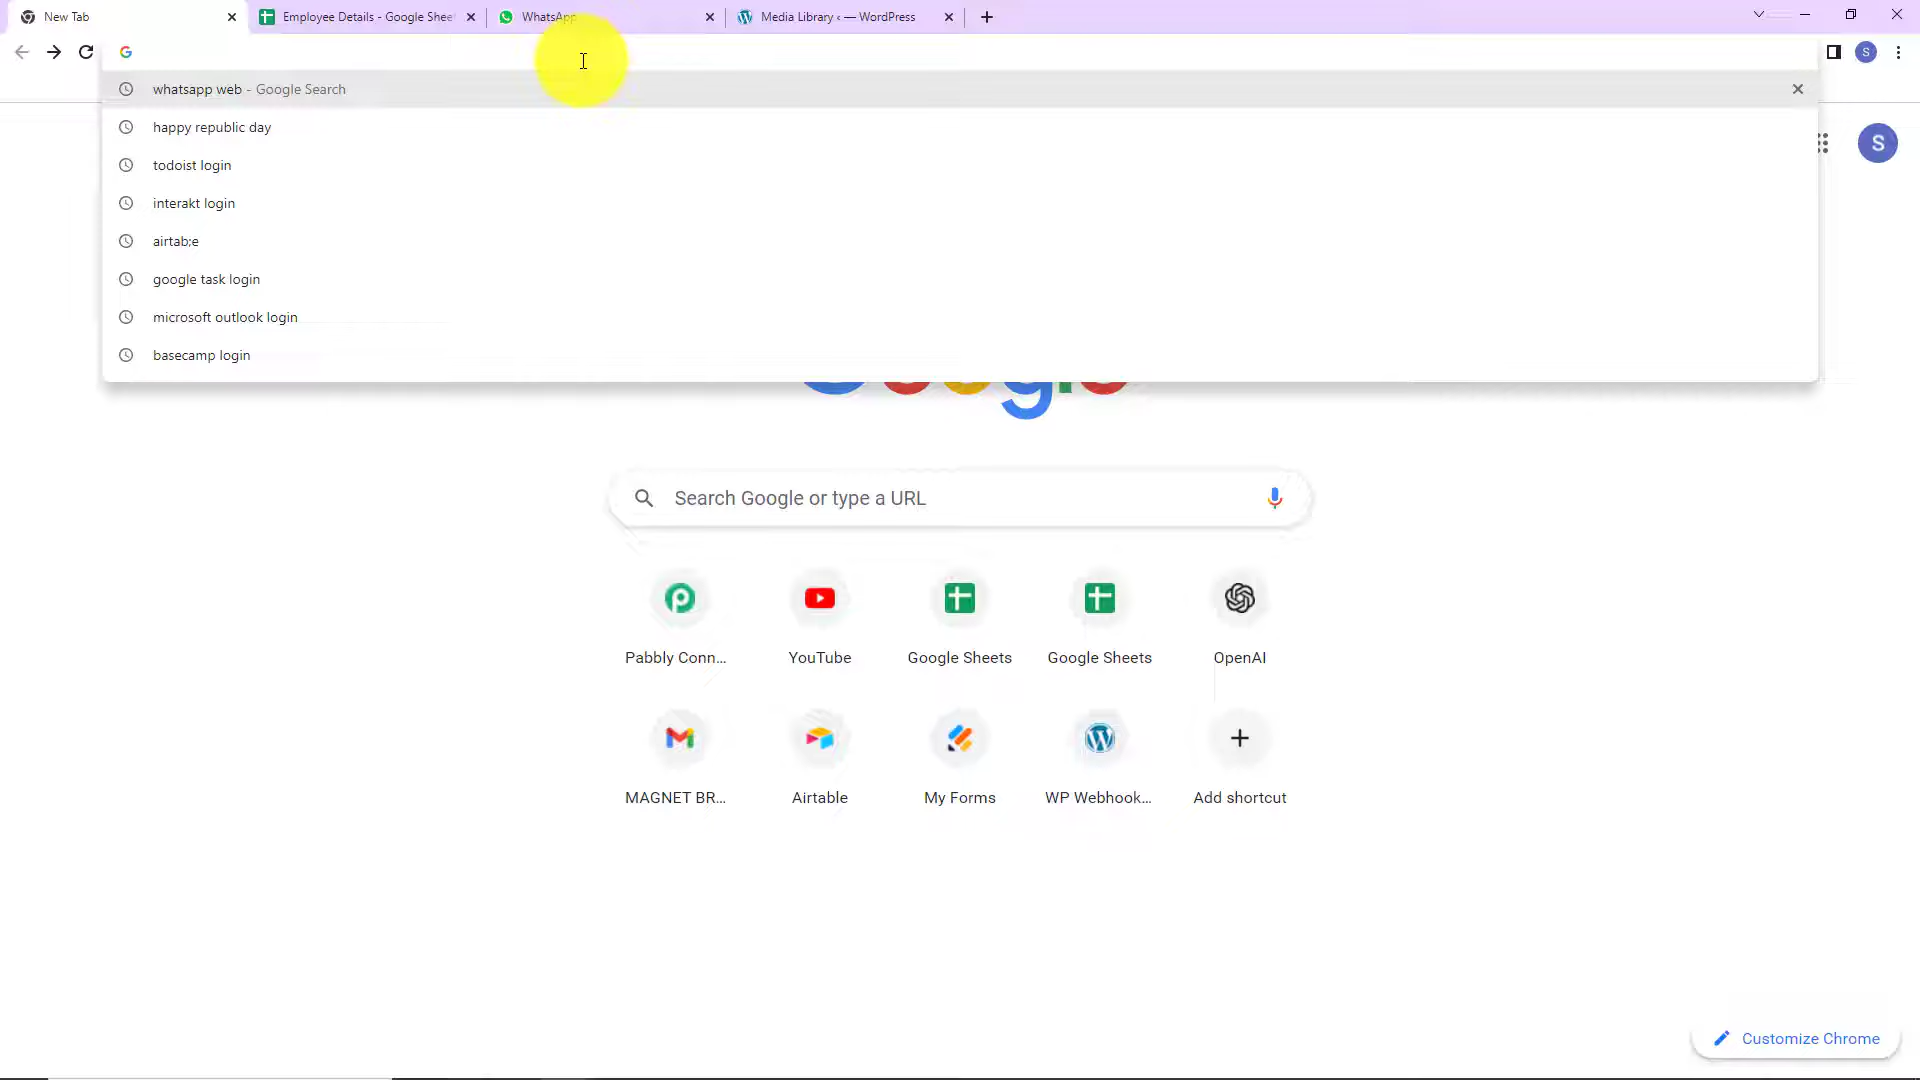 New Tab
Employee Details - Google Sheet
WhatsApp
Media Library ‹ — WordPress
S
whatsapp web - Google Search
happy republic day
todoist login
interakt login
airtab;e
google task login
microsoft outlook login
basecamp login
S
Search Google or type a URL
Pabbly Conn...
YouTube
Google Sheets
Google Sheets
OpenAI
MAGNET BR...
Airtable
My Forms
WP Webhook...
Add shortcut
Customize Chrome